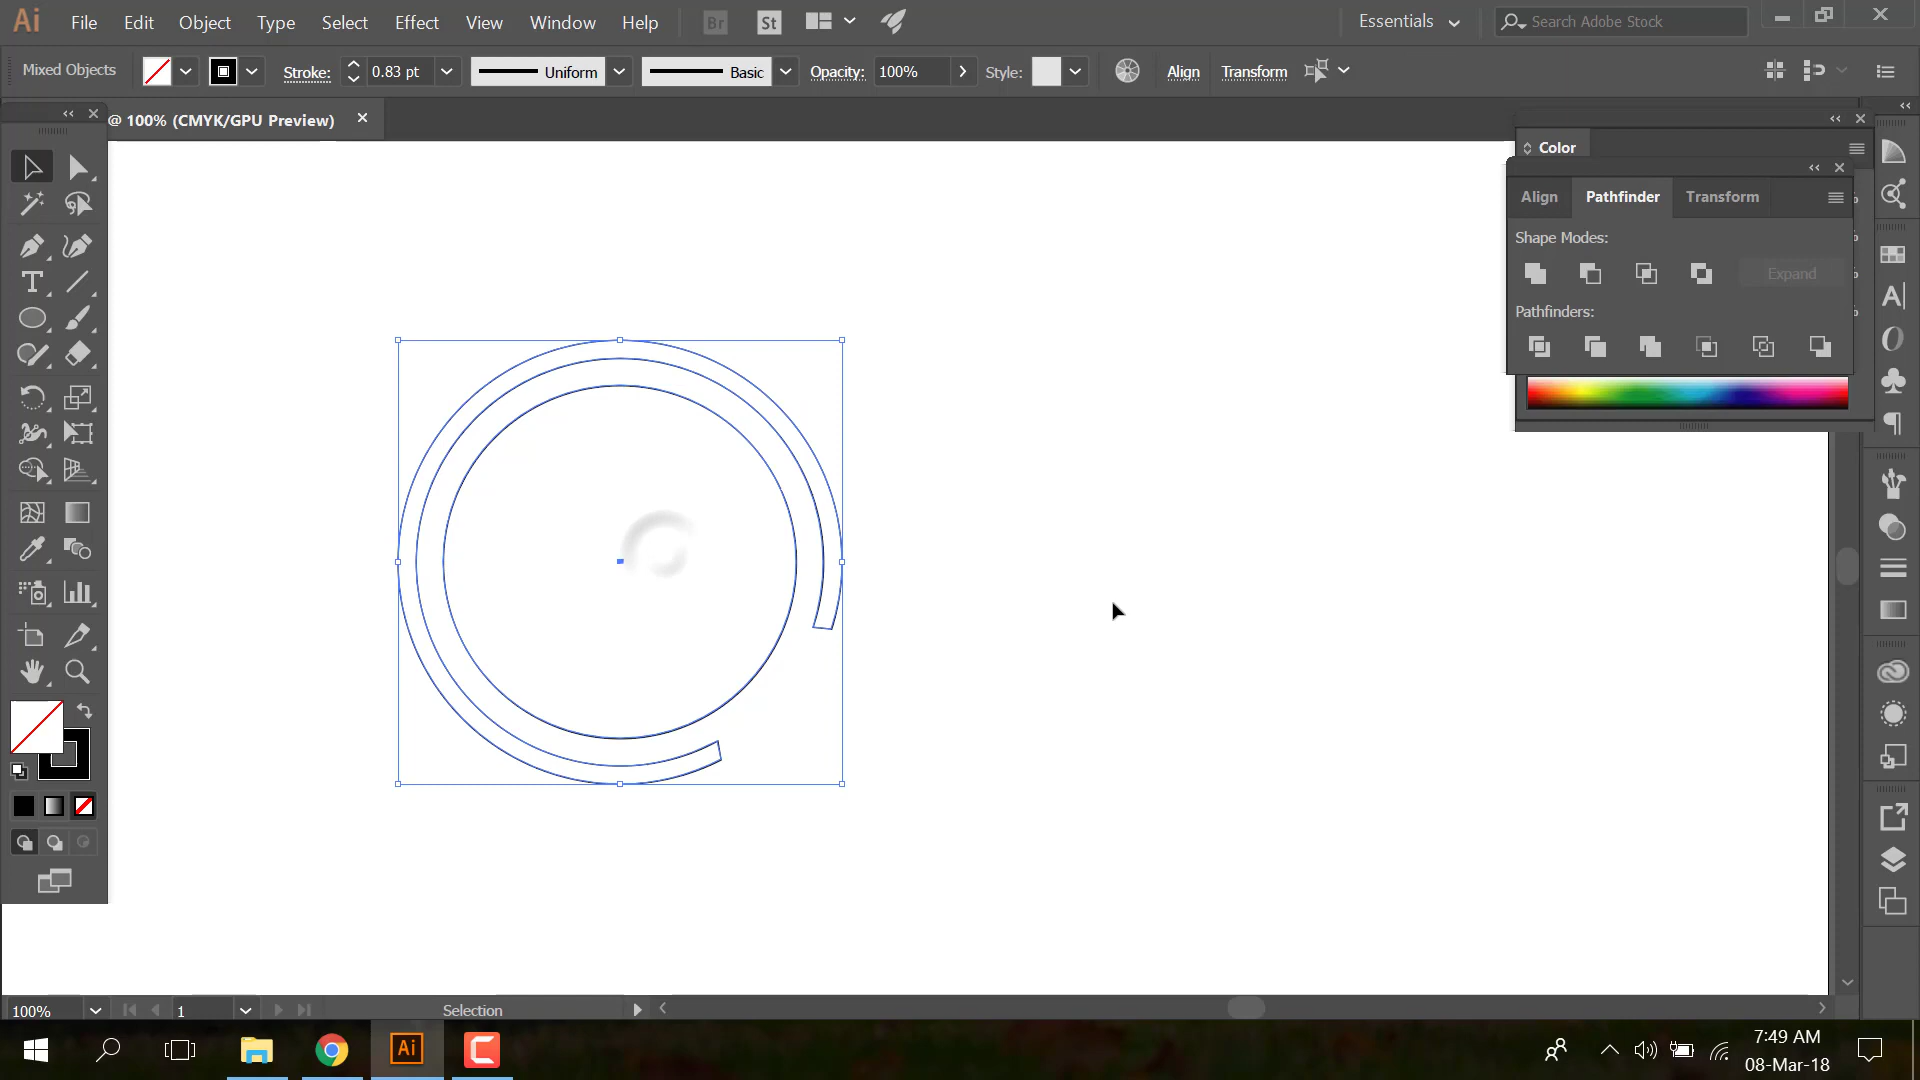 Ai File Edit Object Type Select Effect View Window Help Br St Essentials Search Adobe Stock
Mixed Objects Stroke: 0.83 pt Uniform Basic Opacity: 100% Style: Align Transform
@ 100% (CMYK/GPU Preview)
Color
Align Pathfinder Transform
Shape Modes:
Expand
Pathfinders:
100% 1 Selection
Ai
7:49 AM
08-Mar-18